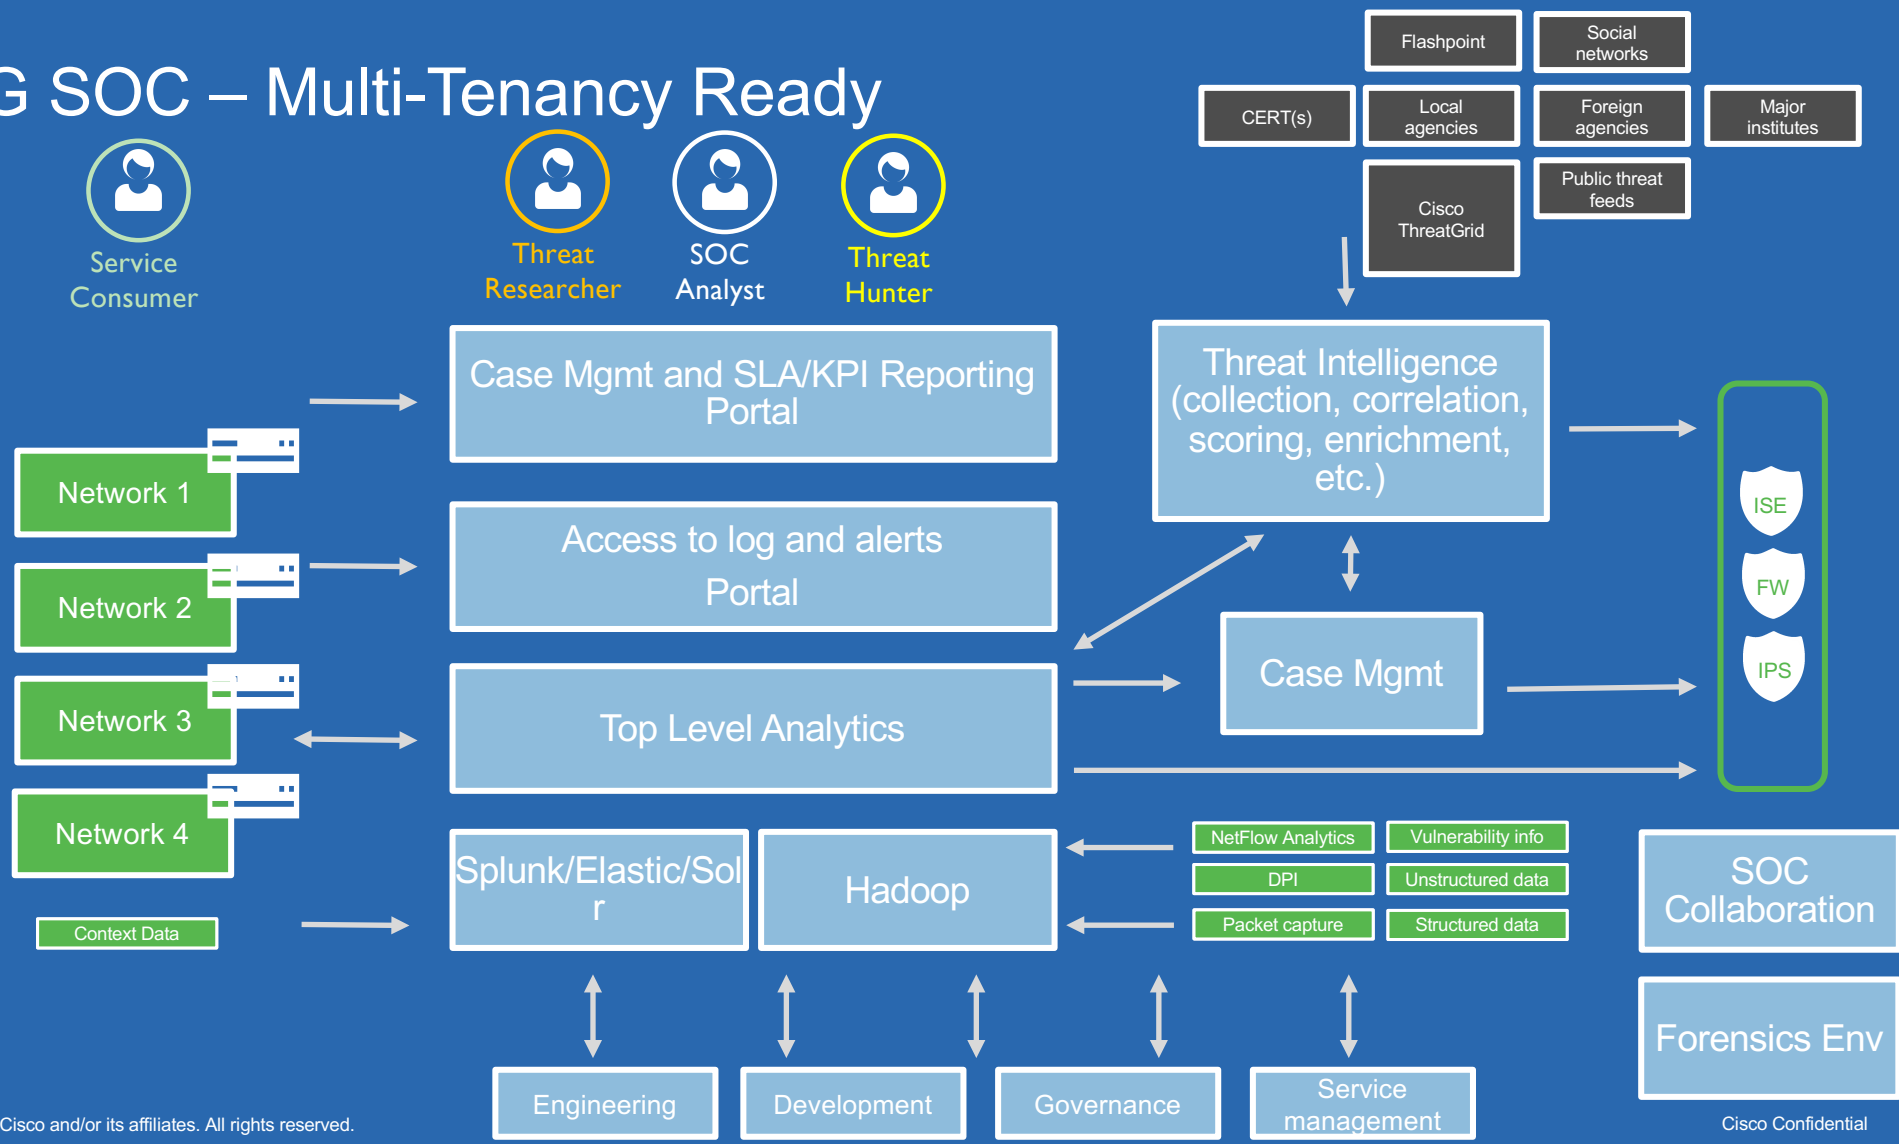 G SOC – Multi-Tenancy Ready
Service
Consumer
Threat
Researcher
SOC
Analyst
Threat
Hunter
Flashpoint
Social
networks
CERT(s)
Local
agencies
Foreign
agencies
Major
institutes
Cisco
ThreatGrid
Public threat
feeds
Case Mgmt and SLA/KPI Reporting
Portal
Threat Intelligence
(collection, correlation,
scoring, enrichment,
etc.)
Network 1
Network 2
Network 3
Network 4
Context Data
Access to log and alerts
Portal
Top Level Analytics
Case Mgmt
ISE
FW
IPS
Splunk/Elastic/Sol
r
Hadoop
NetFlow Analytics
Vulnerability info
DPI
Unstructured data
Packet capture
Structured data
SOC
Collaboration
Forensics Env
Engineering
Development
Governance
Service
management
Cisco and/or its affiliates. All rights reserved.
Cisco Confidential